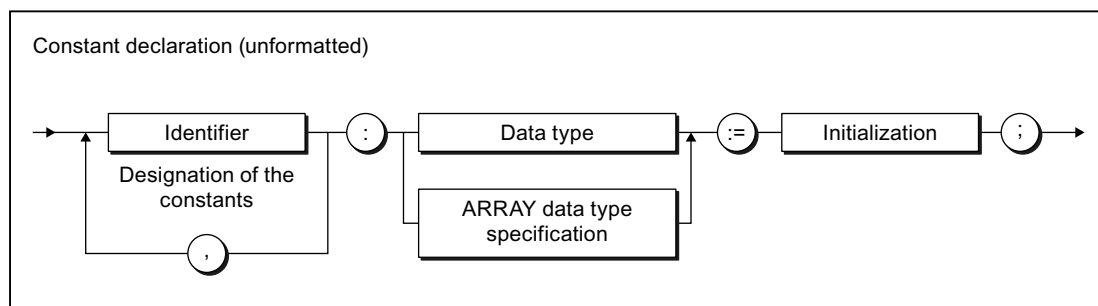 Constant declaration (unformatted)
Identifier
:
Data type
:=
Initialization
;
Designation of the
constants
ARRAY data type
specification
,